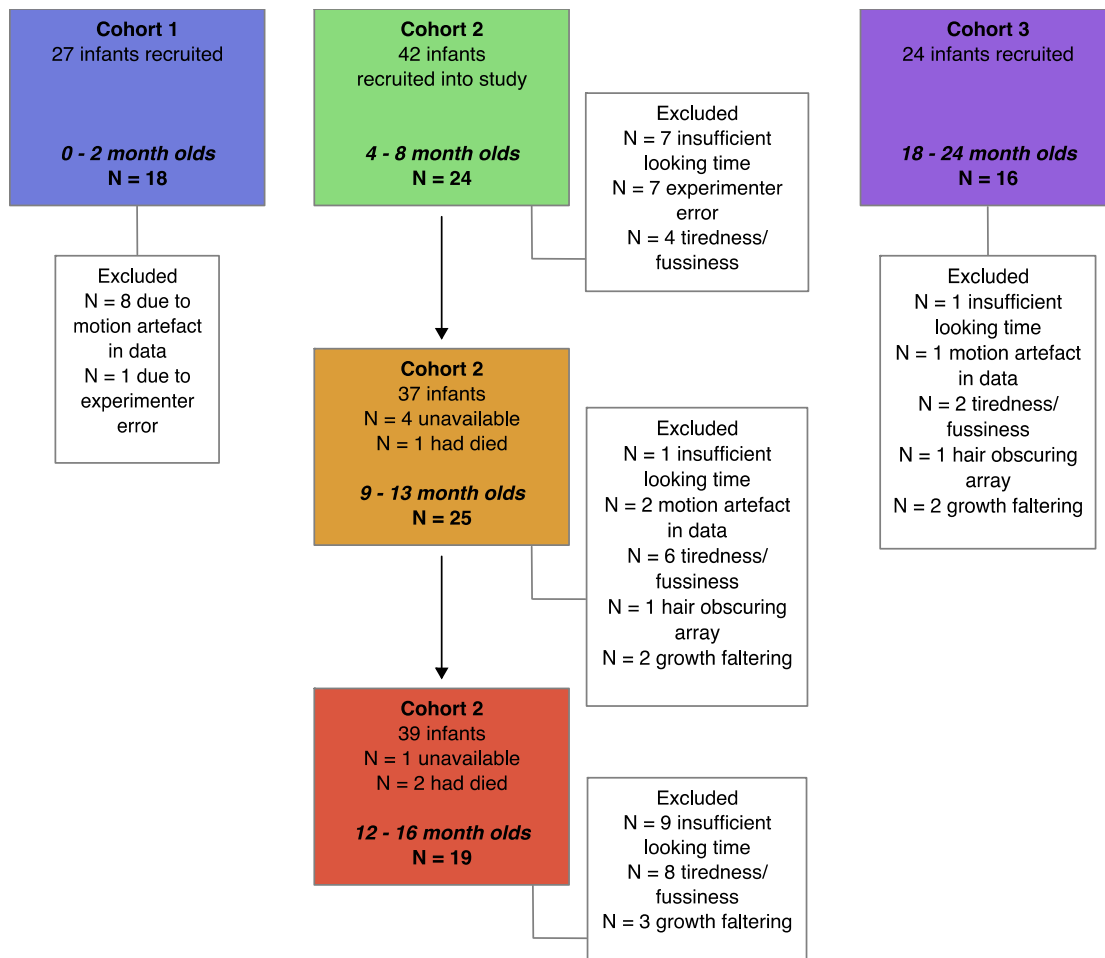 Cohort 1
27 infants recruited
0 - 2 month olds
N = 18
Excluded
N = 8 due to
motion artefact
in data
N = 1 due to
experimenter
error
Cohort 2
42 infants
recruited into study
4 - 8 month olds
N = 24
Excluded
N = 7 insufficient
looking time
N = 7 experimenter
error
N = 4 tiredness/
fussiness
Cohort 2
37 infants
N = 4 unavailable
N = 1 had died
9 - 13 month olds
N = 25
Excluded
N = 1 insufficient
looking time
N = 2 motion artefact
in data
N = 6 tiredness/
fussiness
N = 1 hair obscuring
array
N = 2 growth faltering
Cohort 2
39 infants
N = 1 unavailable
N = 2 had died
12 - 16 month olds
N = 19
Excluded
N = 9 insufficient
looking time
N = 8 tiredness/
fussiness
N = 3 growth faltering
Cohort 3
24 infants recruited
18 - 24 month olds
N = 16
Excluded
N = 1 insufficient
looking time
N = 1 motion artefact
in data
N = 2 tiredness/
fussiness
N = 1 hair obscuring
array
N = 2 growth faltering